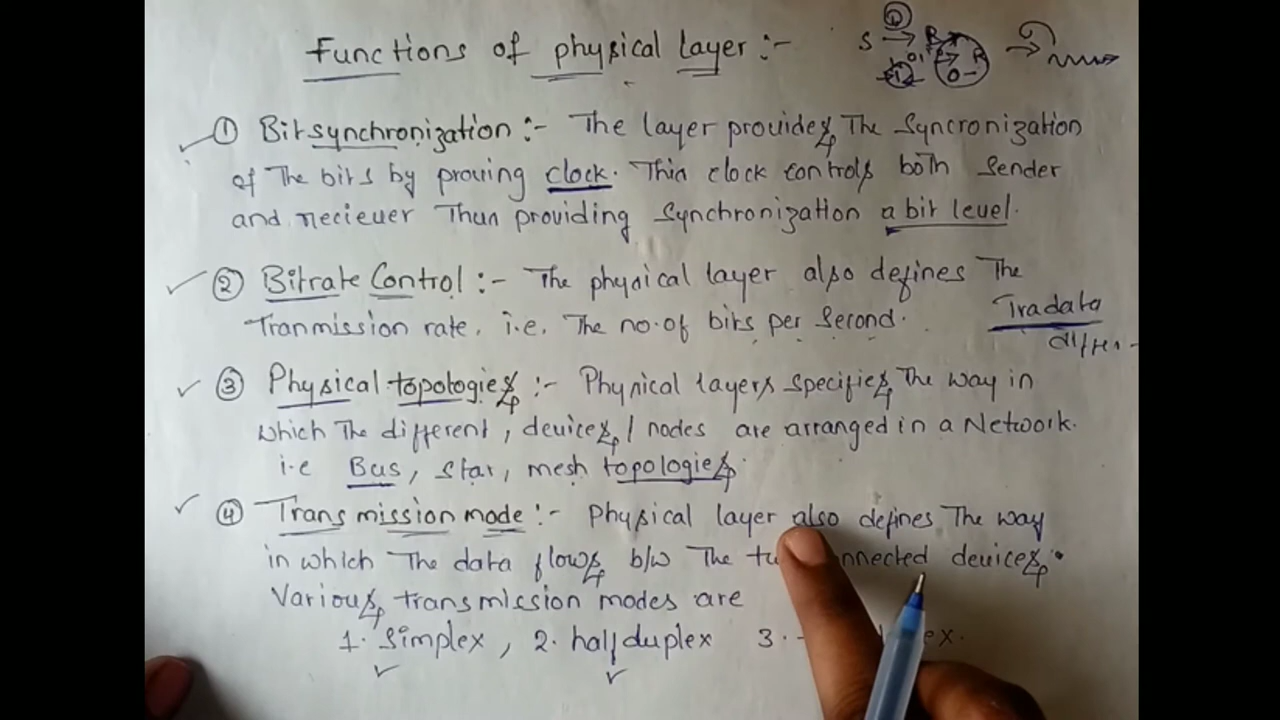 Functions of physical layer :-
① Bitsynchronization :- The layer provides The Syncronization
of The bits by proving clock. This clock controls both Sender
and reciever Thus providing Synchronization a bit level.
② Bitrate Control :- The physical layer also defines The
Tranmission rate. i.e. The no.of bits per Second.
Tradata
differ-
③ Physical topologies :- Physical layers specifies The way in
which The different, devices / nodes are arranged in a Network.
i.e Bus, star, mesh topologies.
④ Transmission mode :- Physical layer also defines The way
in which The data flows b/w The devices.
Various transmission modes are
1. Simplex, 2. half duplex 3.